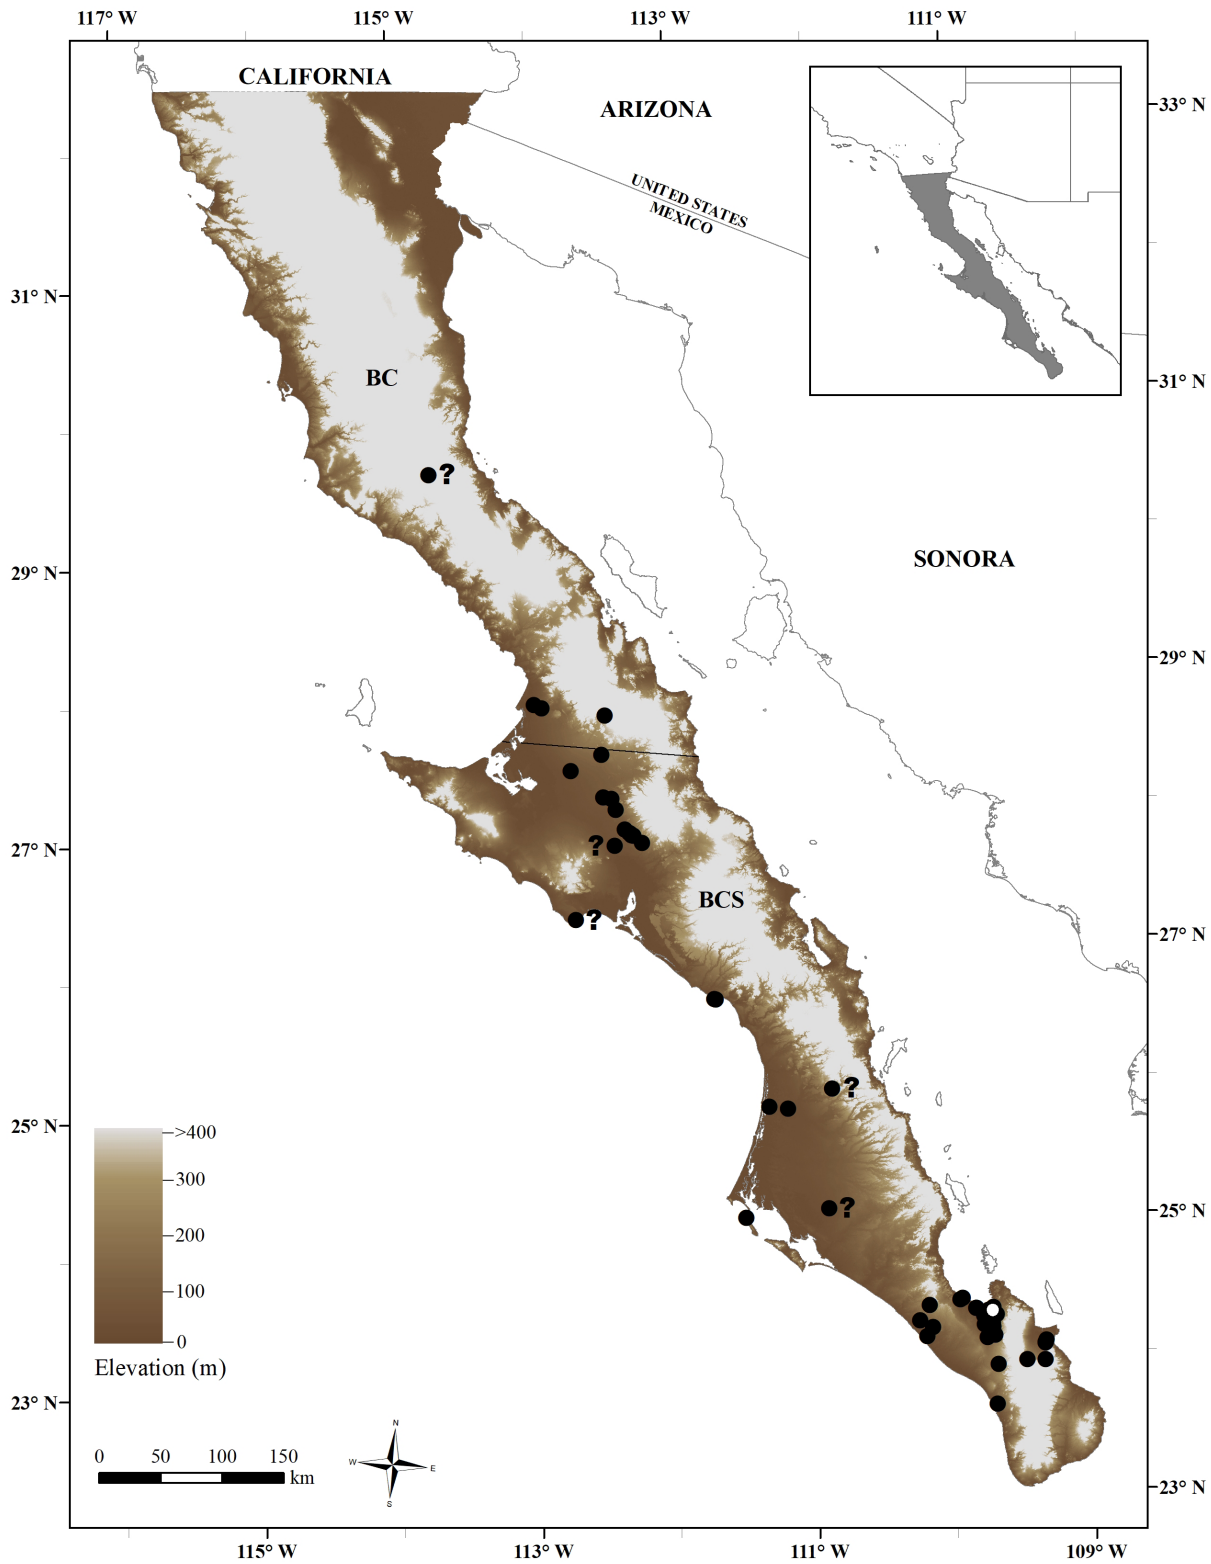 117° W 115° W 113° W 111° W
CALIFORNIA
ARIZONA
33° N
UNITED STATES
MEXICO
31° N
BC
31° N
?
SONORA
29° N
29° N
?
27° N
BCS
?
27° N
?
25° N
>400
300
?
25° N
200
100
0
Elevation (m)
23° N
N
0 50 100 150
km
W E
S
23° N
115° W 113° W 111° W 109° W